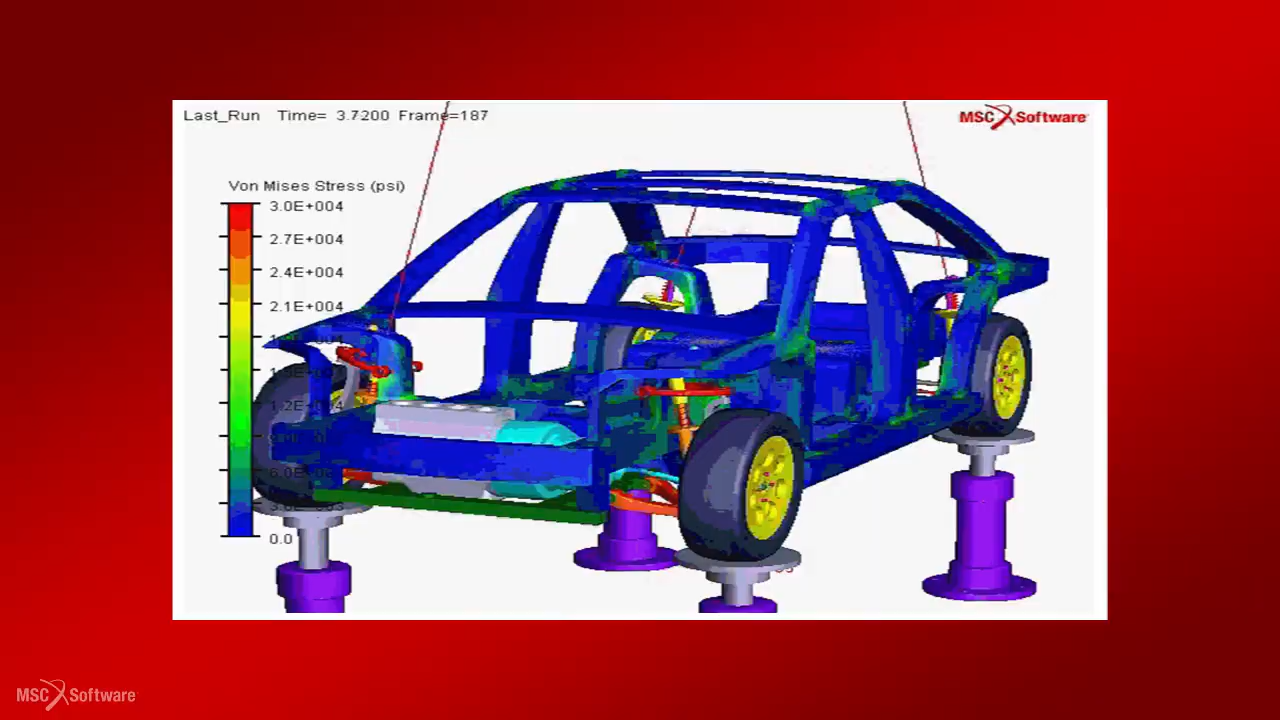 Last_Run Time= 3.7200 Frame=187
MSC Software
Von Mises Stress (psi)
3.0E+004
2.7E+004
2.4E+004
2.1E+004
1.2E+004
0.0
MSC Software